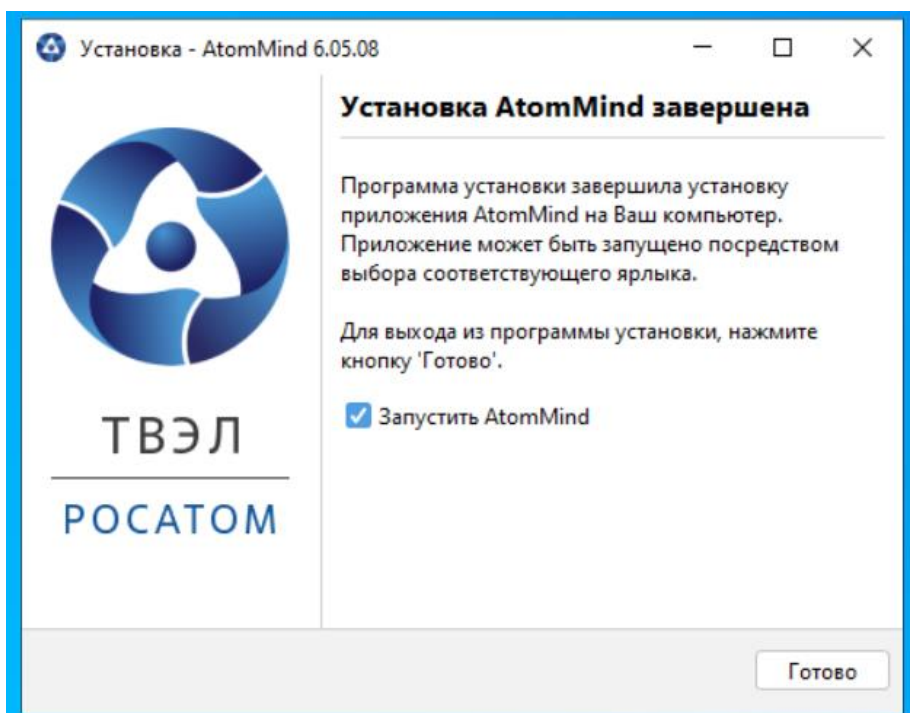 Установка - AtomMind 6.05.08
Установка AtomMind завершена
Программа установки завершила установку
приложения AtomMind на Ваш компьютер.
Приложение может быть запущено посредством
выбора соответствующего ярлыка.
Для выхода из программы установки, нажмите
кнопку 'Готово'.
Запустить AtomMind
ТВЭЛ
РОСАТОМ
Готово